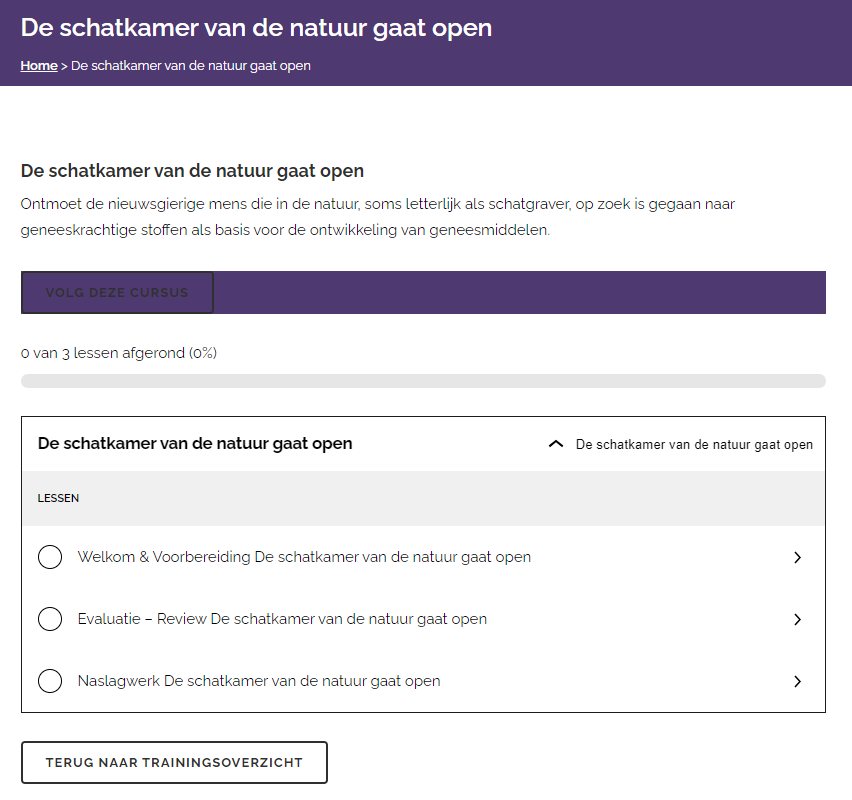 De schatkamer van de natuur gaat open
Home > De schatkamer van de natuur gaat open
De schatkamer van de natuur gaat open
Ontmoet de nieuwsgierige mens die in de natuur, soms letterlijk als schatgraver, op zoek is gegaan naar
geneeskrachtige stoffen als basis voor de ontwikkeling van geneesmiddelen.
VOLG DEZE CURSUS
0 van 3 lessen afgerond (0%)
De schatkamer van de natuur gaat open De schatkamer van de natuur gaat open
LESSEN
Welkom & Voorbereiding De schatkamer van de natuur gaat open
Evaluatie – Review De schatkamer van de natuur gaat open
Naslagwerk De schatkamer van de natuur gaat open
TERUG NAAR TRAININGSOVERZICHT